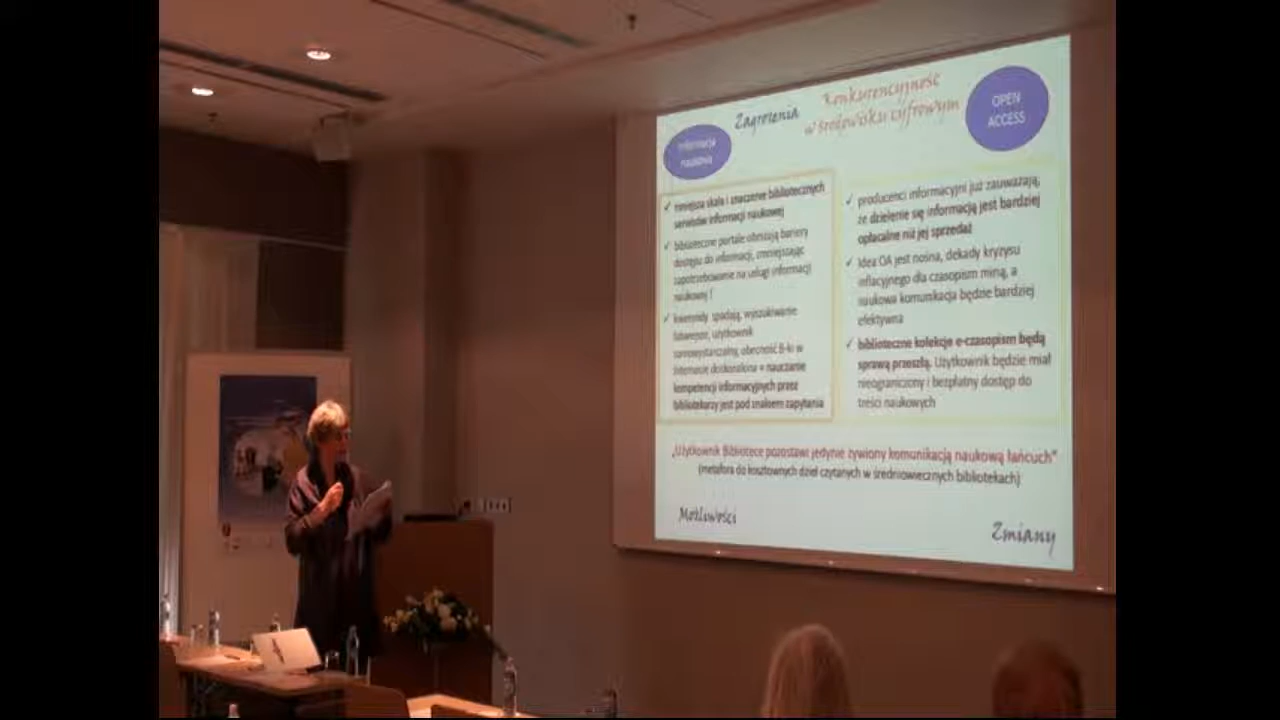 Zagrożenia
Konkurencyjność
w środowisku cyfrowym
OPEN
ACCESS
Informacja
naukowa
✓ mniejsza skala i znaczenie bibliotecznych
serwisów informacji naukowej
✓ biblioteczne portale obniżają bariery
dostępu do informacji, zmniejszając
zapotrzebowanie na usługi informacji
naukowej !
✓ kwerendy spadają, wyszukiwanie
łatwiejsze, użytkownik
samowystarczalny, obecność B-ki w
Internecie doskonalona = nauczanie
kompetencji informacyjnych przez
bibliotekarzy jest pod znakiem zapytania
✓ producenci informacyjni już zauważają,
że dzielenie się informacją jest bardziej
opłacalne niż jej sprzedaż
✓ Idea OA jest nośna, dekady kryzysu
inflacyjnego dla czasopism miną, a
naukowa komunikacja będzie bardziej
efektywna
✓ biblioteczne kolekcje e-czasopism będą
sprawą przeszłą. Użytkownik będzie miał
nieograniczony i bezpłatny dostęp do
treści naukowych
„Użytkownik Bibliotece pozostawi jedynie żywiony komunikacją naukową łańcuch"
(metafora do kosztownych dzieł czytanych w średniowiecznych bibliotekach)
Możliwości
Zmiany